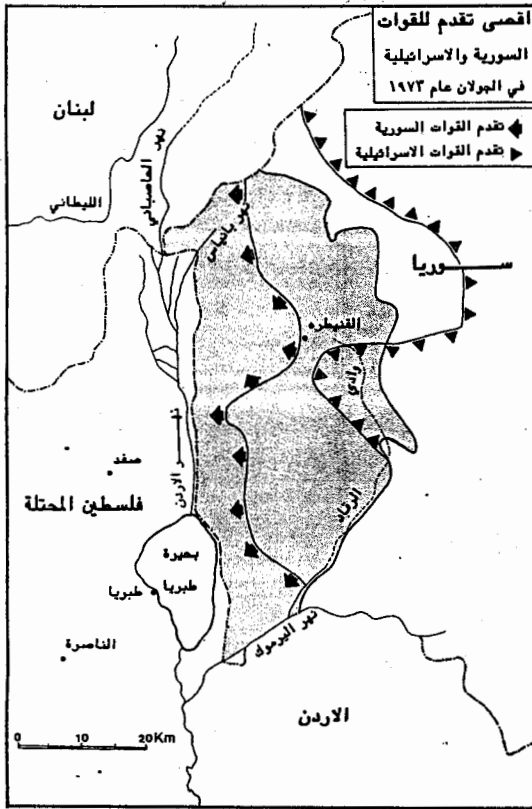 اقصى تقدم للقوات
السورية والاسرائيلية
في الجولان عام ١٩٧٣
تقدم القوات السورية
تقدم القوات الاسرائيلية
لبنان
نهر الحاصباني
الليطاني
نهر بانياس
ســوريا
القنيطره
وادي
الرقاد
نهر الاردن
صفد
فلسطين المحتلة
بحيرة
طبريا
طبريا
الناصرة
نهر اليرموك
الاردن
0 10 20Km